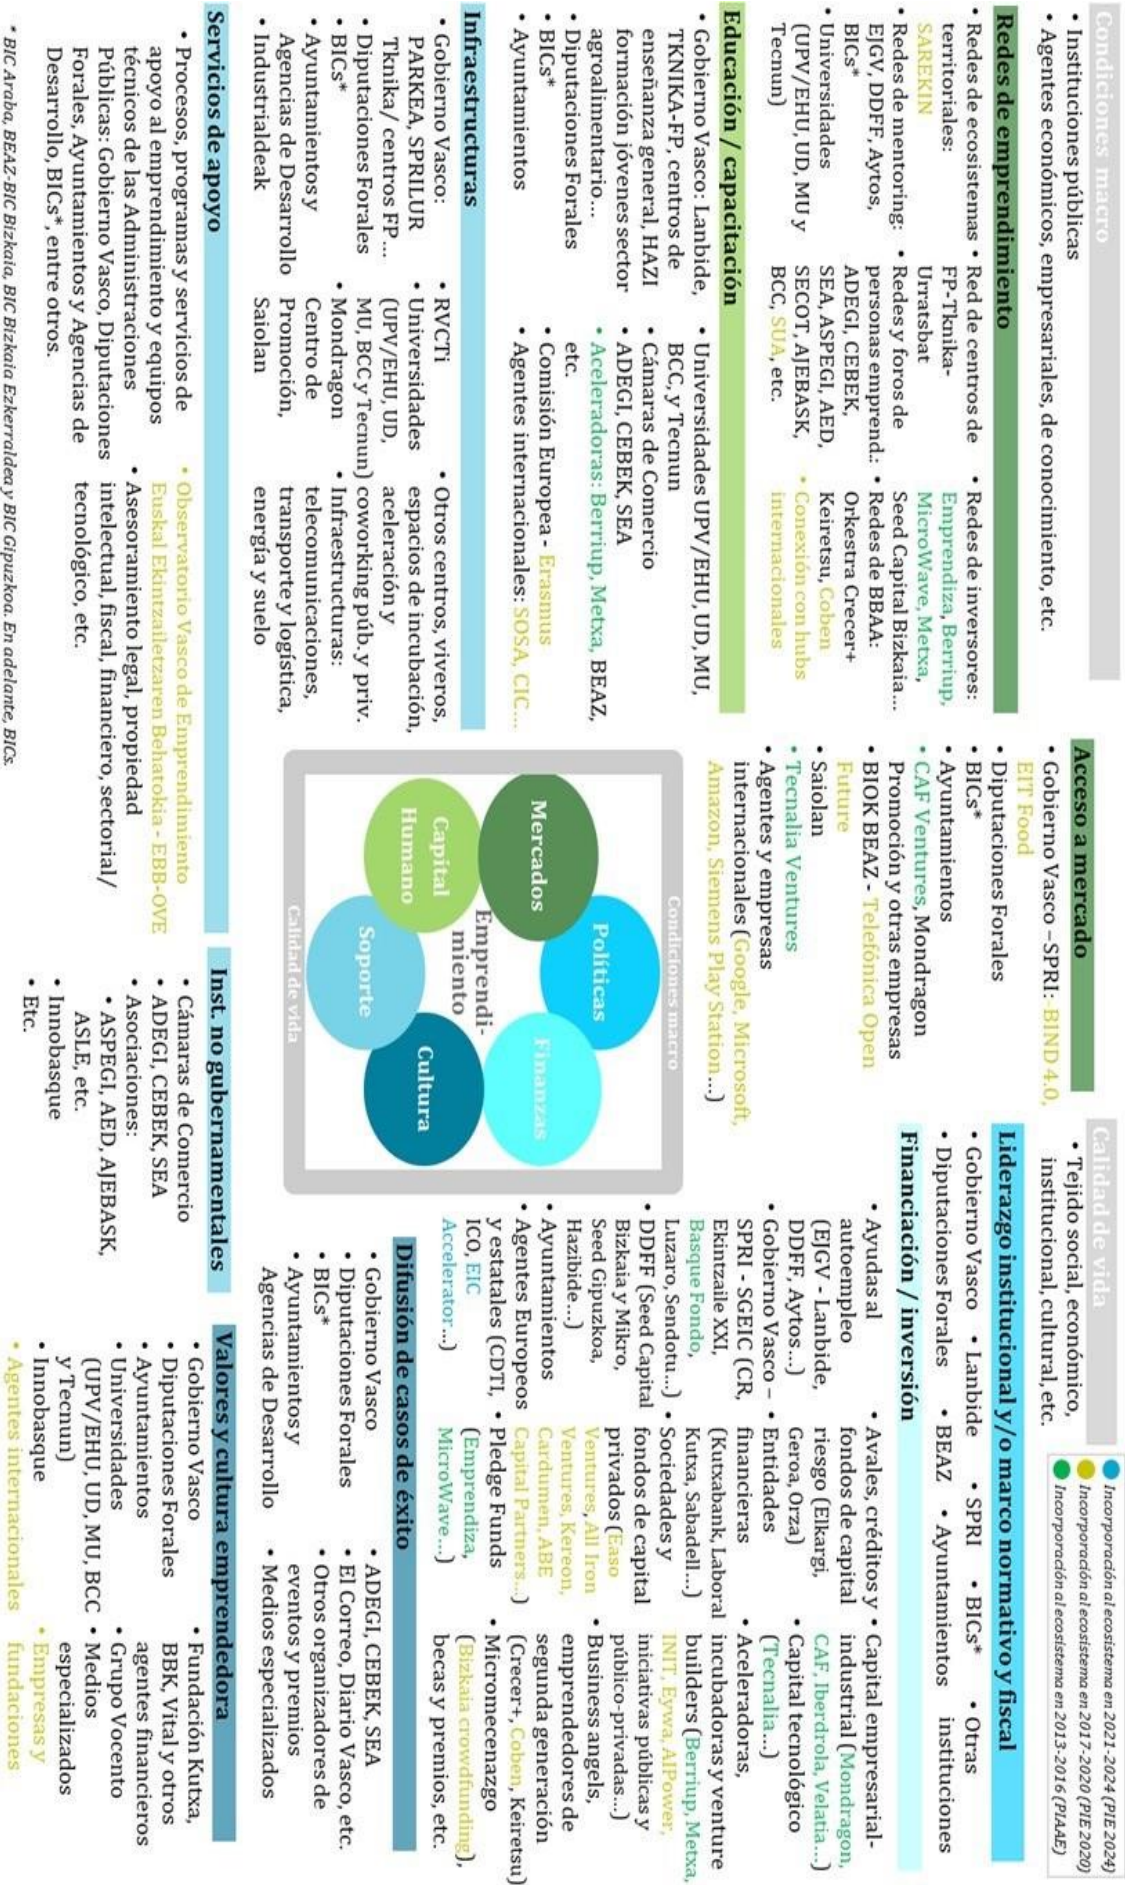 Condiciones macro
• Instituciones públicas
• Agentes económicos, empresariales, de conocimiento, etc.
Redes de emprendimiento
• Redes de ecosistemas
territoriales:
SAREKIN
• Redes de mentoring:
EJGV, DDFF, Aytos,
BICs*
• Universidades
(UPV/EHU, UD, MU y
Tecnun)
• Red de centros de
FP-Tknika-
Urratsbat
• Redes y foros de
personas emprend.:
ADEGI, CEBEK,
SEA, ASPEGI, AED,
SECOT, AJEBASK,
BCC, SUA, etc.
• Redes de inversores:
Emprendiza, Berriup,
MicroWave, Metxa,
Seed Capital Bizkaia....
• Redes de BBAA:
Orkestra Crecer+
Keiretsu, Coben
• Conexión con hubs
internacionales
Educación / capacitación
• Gobierno Vasco: Lanbide,
TKNIKA-FP, centros de
enseñanza general, HAZI
formación jóvenes sector
agroalimentario...
• Diputaciones Forales
• BICs*
• Ayuntamientos
• Universidades UPV/EHU, UD, MU,
BCC, y Tecnun
• Cámaras de Comercio
• ADEGI, CEBEK, SEA
• Aceleradoras: Berriup, Metxa, BEAZ,
etc.
• Comisión Europea - Erasmus
• Agentes internacionales: SOSA, CIC...
Infraestructuras
• Gobierno Vasco:
PARKEA, SPRILUR
Tknika/ centros FP ...
• Diputaciones Forales
• BICs*
• Ayuntamientos y
Agencias de Desarrollo
• Industrialdeak
• RVCTi
• Universidades
(UPV/EHU, UD,
MU, BCC y Tecnun)
• Mondragon
Centro de
Promoción,
Saiolan
• Otros centros, viveros,
espacios de incubación,
aceleración y
coworking púb. y priv.
• Infraestructuras:
telecomunicaciones,
transporte y logística,
energía y suelo
Servicios de apoyo
• Procesos, programas y servicios de
apoyo al emprendimiento y equipos
técnicos de las Administraciones
Públicas: Gobierno Vasco, Diputaciones
Forales, Ayuntamientos y Agencias de
Desarrollo, BICs*, entre otros.
• Observatorio Vasco de Emprendimiento
Euskal Ekintzailetzaren Behatokia - EBB-OVE
• Asesoramiento legal, propiedad
intelectual, fiscal, financiero, sectorial/
tecnológico, etc.
* BIC Araba, BEAZ-BIC Bizkaia, BIC Bizkaia Ezkerraldea y BIC Gipuzkoa. En adelante, BICs.
Acceso a mercado
• Gobierno Vasco – SPRI: BIND 4.0,
EIT Food
• Diputaciones Forales
• BICs*
• Ayuntamientos
• CAF Ventures, Mondragon
Promoción y otras empresas
• BIOK BEAZ - Telefónica Open
Future
• Saiolan
• Tecnalia Ventures
• Agentes y empresas
internacionales (Google, Microsoft,
Amazon, Siemens Play Station...)
Condiciones macro
Políticas
Mercados
Finanzas
Emprendi-
miento
Capital
Humano
Cultura
Soporte
Calidad de vida
Inst. no gubernamentales
• Cámaras de Comercio
• ADEGI, CEBEK, SEA
• Asociaciones:
• ASPEGI, AED, AJEBASK,
ASLE, etc.
• Innobasque
• Etc.
Calidad de vida
• Tejido social, económico,
institucional, cultural, etc.
Incorporación al ecosistema en 2021-2024 (PIE 2024)
Incorporación al ecosistema en 2017-2020 (PIE 2020)
Incorporación al ecosistema en 2013-2016 (PIAAE)
Liderazgo institucional y/o marco normativo y fiscal
• Gobierno Vasco
• Lanbide
• SPRI
• BICs*
• Otras
instituciones
• Diputaciones Forales
• BEAZ
• Ayuntamientos
Financiación / inversión
• Ayudas al
autoempleo
(EJGV - Lanbide,
DDFF, Aytos...)
• Gobierno Vasco –
SPRI - SGEIC (CR,
Ekintzaile XXI,
Basque Fondo,
Luzaro, Sendotu...)
• DDFF (Seed Capital
Bizkaia y Mikro,
Seed Gipuzkoa,
Hazibide...)
• Ayuntamientos
• Agentes Europeos
y estatales (CDTI,
ICO, EIC
Accelerator...)
• Avales, créditos y
fondos de capital
riesgo (Elkargi,
Geroa, Orza)
• Entidades
financieras
(Kutxabank, Laboral
Kutxa, Sabadell...)
• Sociedades y
fondos de capital
privados (Easo
Ventures, All Iron
Ventures, Kereon,
Cardumen, ABE
Capital Partners...)
• Pledge Funds
(Emprendiza,
MicroWave...)
• Capital empresarial-
industrial (Mondragon,
CAF, Iberdrola, Velatia...)
• Capital tecnológico
(Tecnalia...)
• Aceleradoras,
incubadoras y venture
builders (Berriup, Metxa,
INIT, Eywa, AIPower,
iniciativas públicas y
público-privadas...)
• Business angels,
emprendedores de
segunda generación
(Crecer+, Coben, Keiretsu)
• Micromecenazgo
(Bizkaia crowdfunding),
becas y premios, etc.
Difusión de casos de éxito
• Gobierno Vasco
• Diputaciones Forales
• BICs*
• Ayuntamientos y
Agencias de Desarrollo
• ADEGI, CEBEK, SEA
• El Correo, Diario Vasco, etc.
• Otros organizadores de
eventos y premios
• Medios especializados
Valores y cultura emprendedora
• Gobierno Vasco
• Diputaciones Forales
• Ayuntamientos
• Universidades
(UPV/EHU, UD, MU, BCC
y Tecnun)
• Innobasque
• Agentes internacionales
• Fundación Kutxa,
BBK, Vital y otros
agentes financieros
• Grupo Vocento
• Medios
especializados
• Empresas y
fundaciones